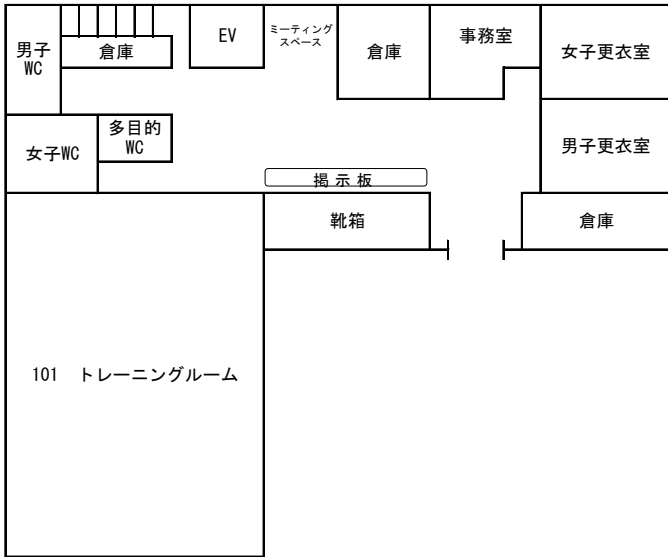 男子
WC
倉庫
EV
ミーティング
スペース
倉庫
事務室
女子更衣室
女子WC
多目的
WC
男子更衣室
掲示板
靴箱
倉庫
101　トレーニングルーム